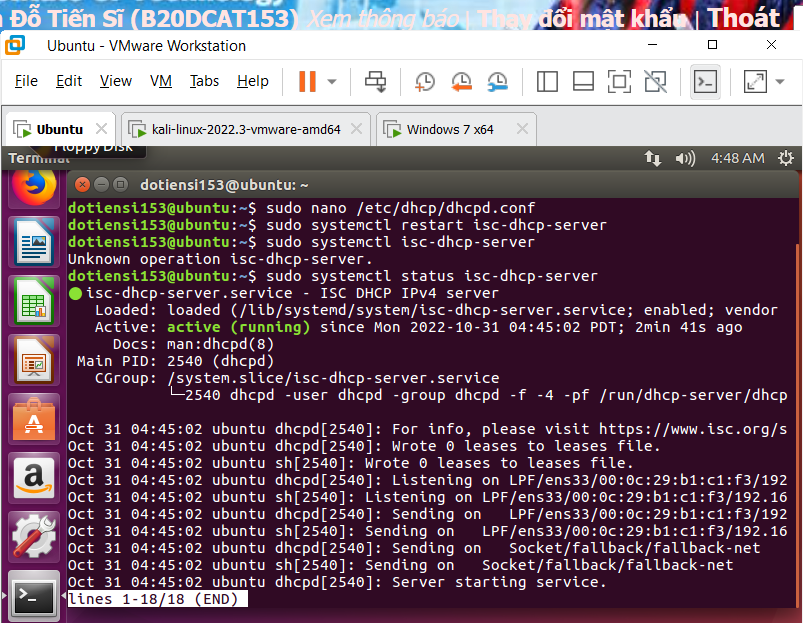 Đỗ Tiến Sĩ (B20DCAT153) Xem thông báo | Thay đổi mật khẩu | Thoát
Ubuntu - VMware Workstation
File Edit View VM Tabs Help
Ubuntu kali-linux-2022.3-vmware-amd64 Windows 7 x64
Floppy Disk
Terminal 4:48 AM
dotiensi153@ubuntu: ~
dotiensi153@ubuntu:~$ sudo nano /etc/dhcp/dhcpd.conf
dotiensi153@ubuntu:~$ sudo systemctl restart isc-dhcp-server
dotiensi153@ubuntu:~$ sudo systemctl isc-dhcp-server
Unknown operation isc-dhcp-server.
dotiensi153@ubuntu:~$ sudo systemctl status isc-dhcp-server
● isc-dhcp-server.service - ISC DHCP IPv4 server
Loaded: loaded (/lib/systemd/system/isc-dhcp-server.service; enabled; vendor
Active: active (running) since Mon 2022-10-31 04:45:02 PDT; 2min 41s ago
Docs: man:dhcpd(8)
Main PID: 2540 (dhcpd)
CGroup: /system.slice/isc-dhcp-server.service
└─2540 dhcpd -user dhcpd -group dhcpd -f -4 -pf /run/dhcp-server/dhcp
Oct 31 04:45:02 ubuntu dhcpd[2540]: For info, please visit https://www.isc.org/s
Oct 31 04:45:02 ubuntu dhcpd[2540]: Wrote 0 leases to leases file.
Oct 31 04:45:02 ubuntu sh[2540]: Wrote 0 leases to leases file.
Oct 31 04:45:02 ubuntu dhcpd[2540]: Listening on LPF/ens33/00:0c:29:b1:c1:f3/192
Oct 31 04:45:02 ubuntu sh[2540]: Listening on LPF/ens33/00:0c:29:b1:c1:f3/192.16
Oct 31 04:45:02 ubuntu dhcpd[2540]: Sending on   LPF/ens33/00:0c:29:b1:c1:f3/192
Oct 31 04:45:02 ubuntu sh[2540]: Sending on   LPF/ens33/00:0c:29:b1:c1:f3/192.16
Oct 31 04:45:02 ubuntu dhcpd[2540]: Sending on   Socket/fallback/fallback-net
Oct 31 04:45:02 ubuntu sh[2540]: Sending on   Socket/fallback/fallback-net
Oct 31 04:45:02 ubuntu dhcpd[2540]: Server starting service.
lines 1-18/18 (END)